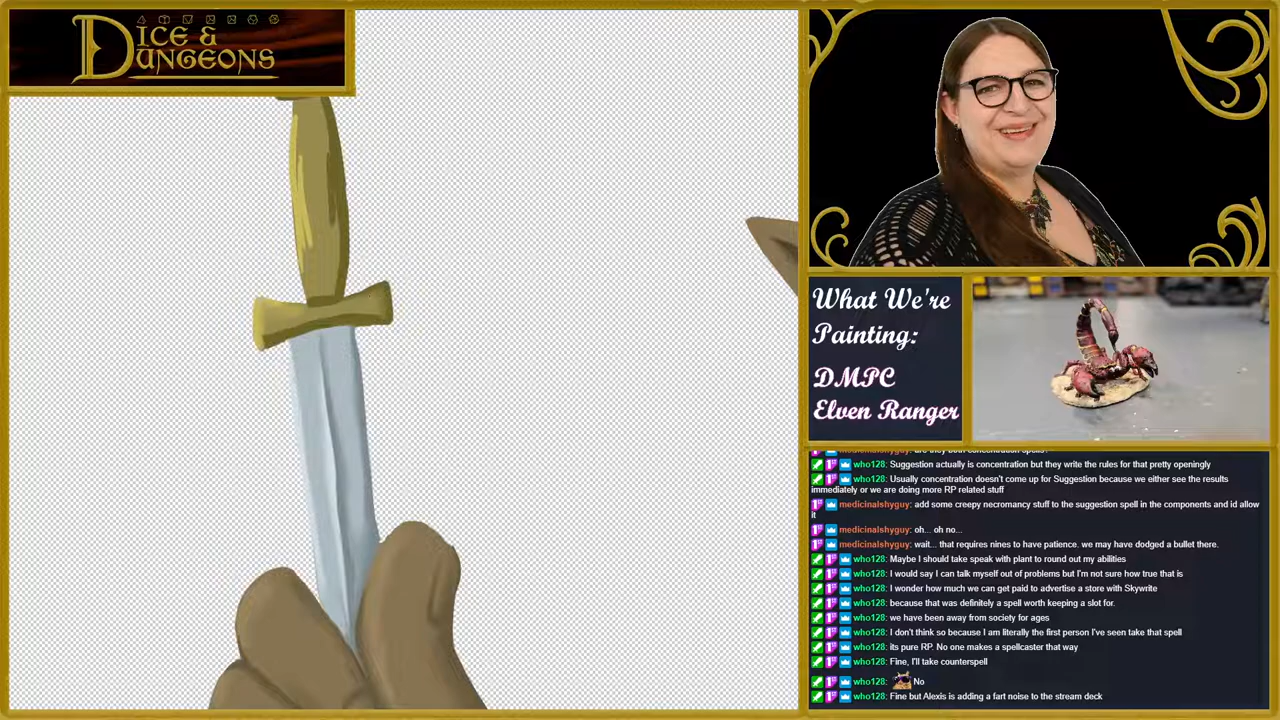 DICE &
DUNGEONS
What We're
Painting:
DMPC
Elven Ranger
who128: Suggestion actually is concentration but they write the rules for that pretty openingly
who128: Usually concentration doesn't come up for Suggestion because we either see the results
immediately or we are doing more RP related stuff
medicinalshyguy: add some creepy necromancy stuff to the suggestion spell in the components and id allow
it
medicinalshyguy: oh... oh no...
medicinalshyguy: wait... that requires nines to have patience. we may have dodged a bullet there.
who128: Maybe I should take speak with plant to round out my abilities
who128: I would say I can talk myself out of problems but I'm not sure how true that is
who128: I wonder how much we can get paid to advertise a store with Skywrite
who128: because that was definitely a spell worth keeping a slot for.
who128: we have been away from society for ages
who128: I don't think so because I am literally the first person I've seen take that spell
who128: its pure RP. No one makes a spellcaster that way
who128: Fine, I'll take counterspell
who128: No
who128: Fine but Alexis is adding a fart noise to the stream deck